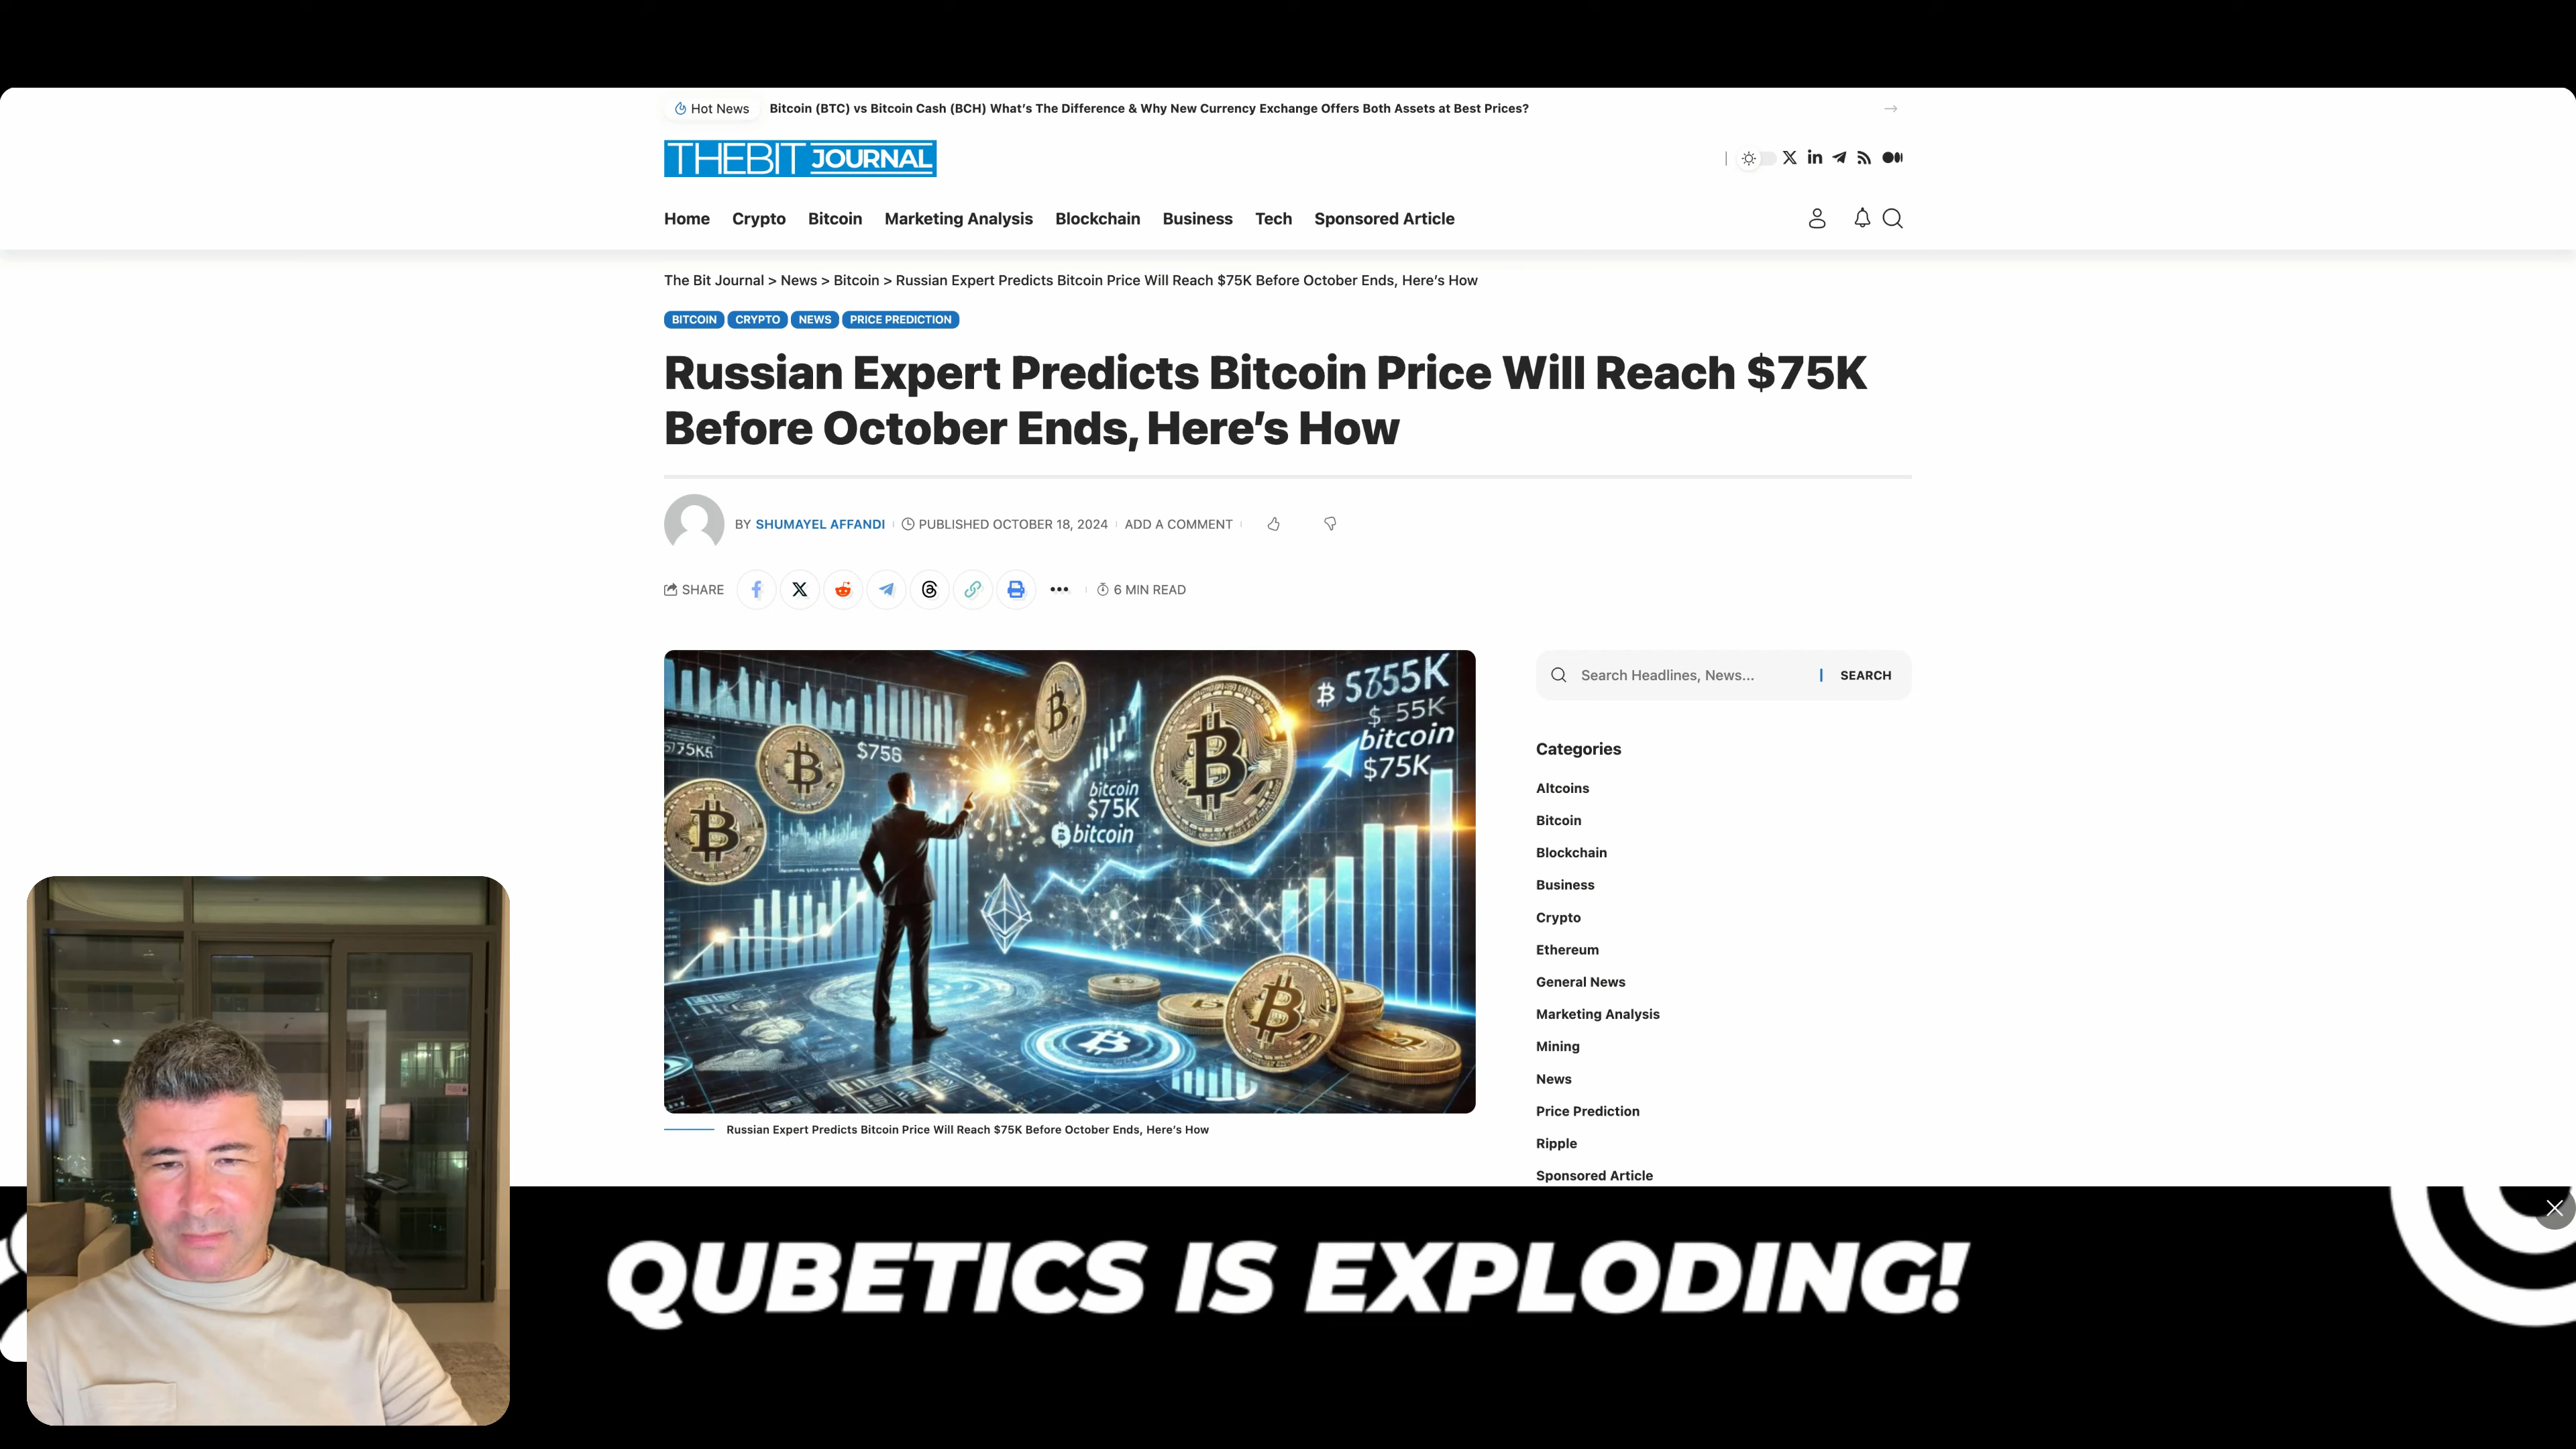 Hot News
Bitcoin (BTC) vs Bitcoin Cash (BCH) What's The Difference & Why New Currency Exchange Offers Both Assets at Best Prices?
THEBIT JOURNAL
Home Crypto Bitcoin Marketing Analysis Blockchain Business Tech Sponsored Article
The Bit Journal > News > Bitcoin > Russian Expert Predicts Bitcoin Price Will Reach $75K Before October Ends, Here's How
BITCOIN CRYPTO NEWS PRICE PREDICTION
Russian Expert Predicts Bitcoin Price Will Reach $75K
Before October Ends, Here's How
BY SHUMAYEL AFFANDI PUBLISHED OCTOBER 18, 2024 ADD A COMMENT
SHARE 6 MIN READ
$75S
bitcoin
$75K
bitcoin
$ 55K
bitcoin
$75K
Russian Expert Predicts Bitcoin Price Will Reach $75K Before October Ends, Here's How
Search Headlines, News... SEARCH
Categories
Altcoins
Bitcoin
Blockchain
Business
Crypto
Ethereum
General News
Marketing Analysis
Mining
News
Price Prediction
Ripple
Sponsored Article
QUBETICS IS EXPLODING!